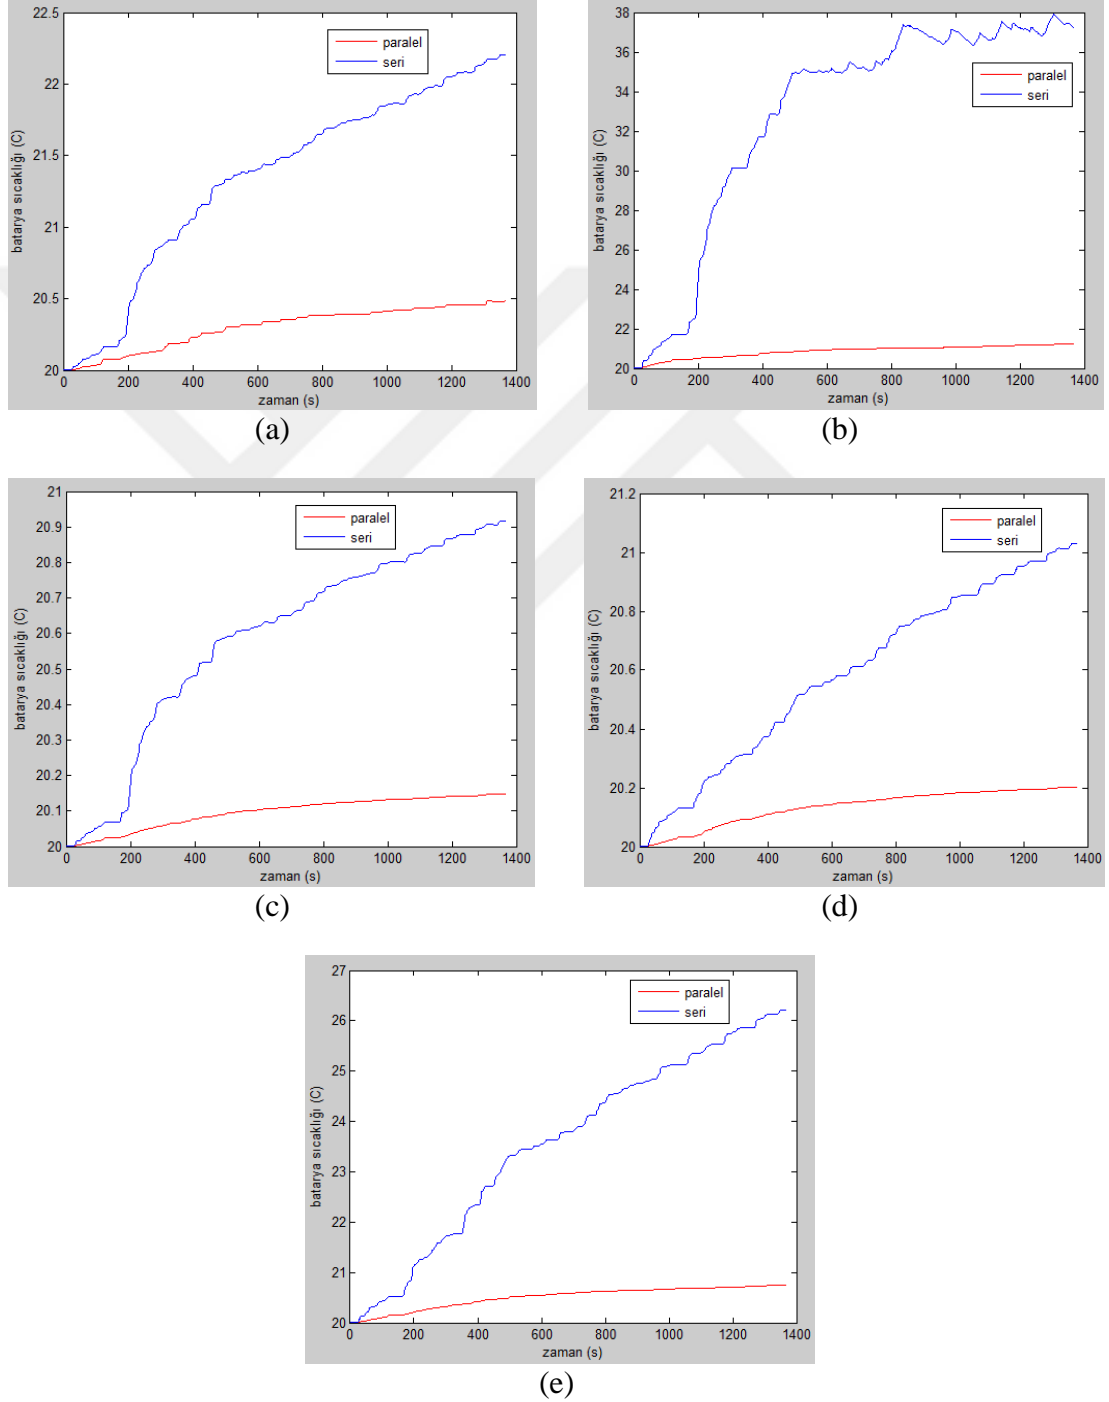 22.5
22
21.5
21
20.5
20
batarya sıcaklığı (C)
paralel
seri
0 200 400 600 800 1000 1200 1400
zaman (s)
(a)
38
36
34
32
30
28
26
24
22
20
batarya sıcaklığı (C)
paralel
seri
0 200 400 600 800 1000 1200 1400
zaman (s)
(b)
21
20.9
20.8
20.7
20.6
20.5
20.4
20.3
20.2
20.1
20
batarya sıcaklığı (C)
paralel
seri
0 200 400 600 800 1000 1200 1400
zaman (s)
(c)
21.2
21
20.8
20.6
20.4
20.2
20
batarya sıcaklığı (C)
paralel
seri
0 200 400 600 800 1000 1200 1400
zaman (s)
(d)
27
26
25
24
23
22
21
20
batarya sıcaklığı (C)
paralel
seri
0 200 400 600 800 1000 1200 1400
zaman (s)
(e)